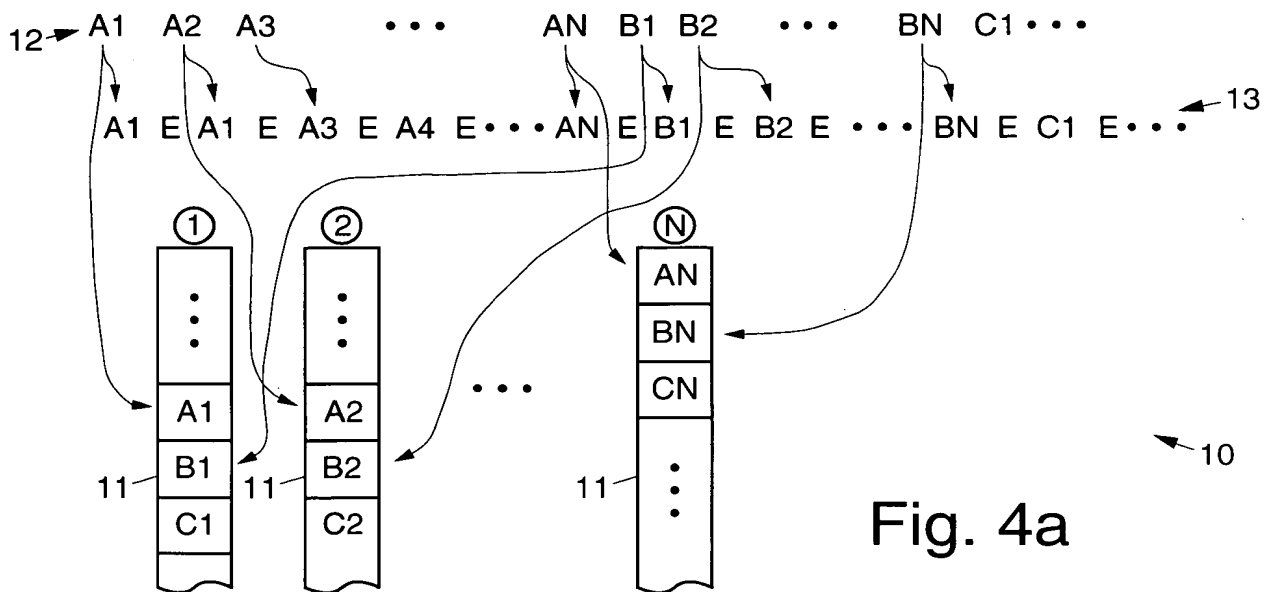 12 A1 A2 A3 ••• AN B1 B2 ••• BN C1 •••
A1 E A1 E A3 E A4 E ••• AN E B1 E B2 E ••• BN E C1 E ••• 13
1 2 N
AN
BN
CN
•••
A1 A2
11 B1 11 B2 11
C1 C2
10
Fig. 4a